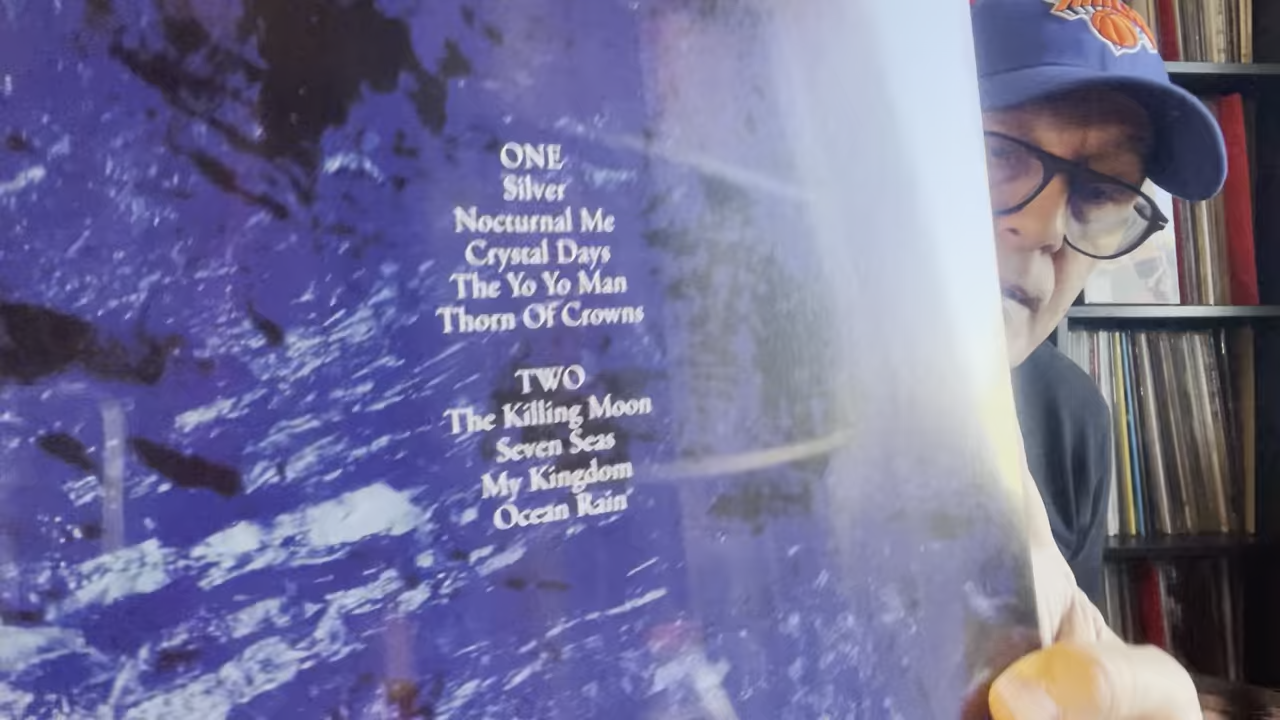 ONE
Silver
Nocturnal Me
Crystal Days
The Yo Yo Man
Thorn Of Crowns
TWO
The Killing Moon
Seven Seas
My Kingdom
Ocean Rain